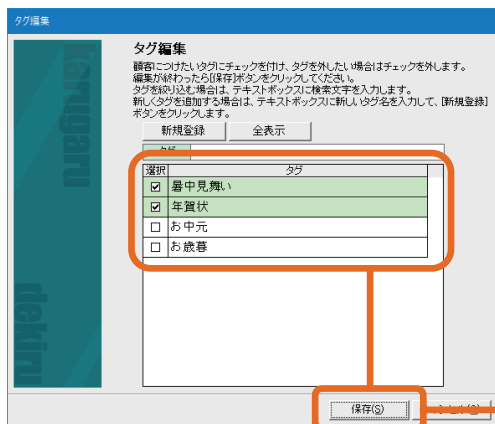 タグ編集
タグ編集
顧客につけたいタグにチェックを付け、タグを外したい場合はチェックを外します。
編集が終わったら[保存]ボタンをクリックしてください。
タグを絞り込む場合は、テキストボックスに検索文字を入力します。
新しくタグを追加する場合は、テキストボックスに新しいタグ名を入力して、[新規登録]
ボタンをクリックします。
新規登録 全表示
選択 タグ
暑中見舞い
年賀状
お中元
お歳暮
karugaru
dekiru
保存(S)